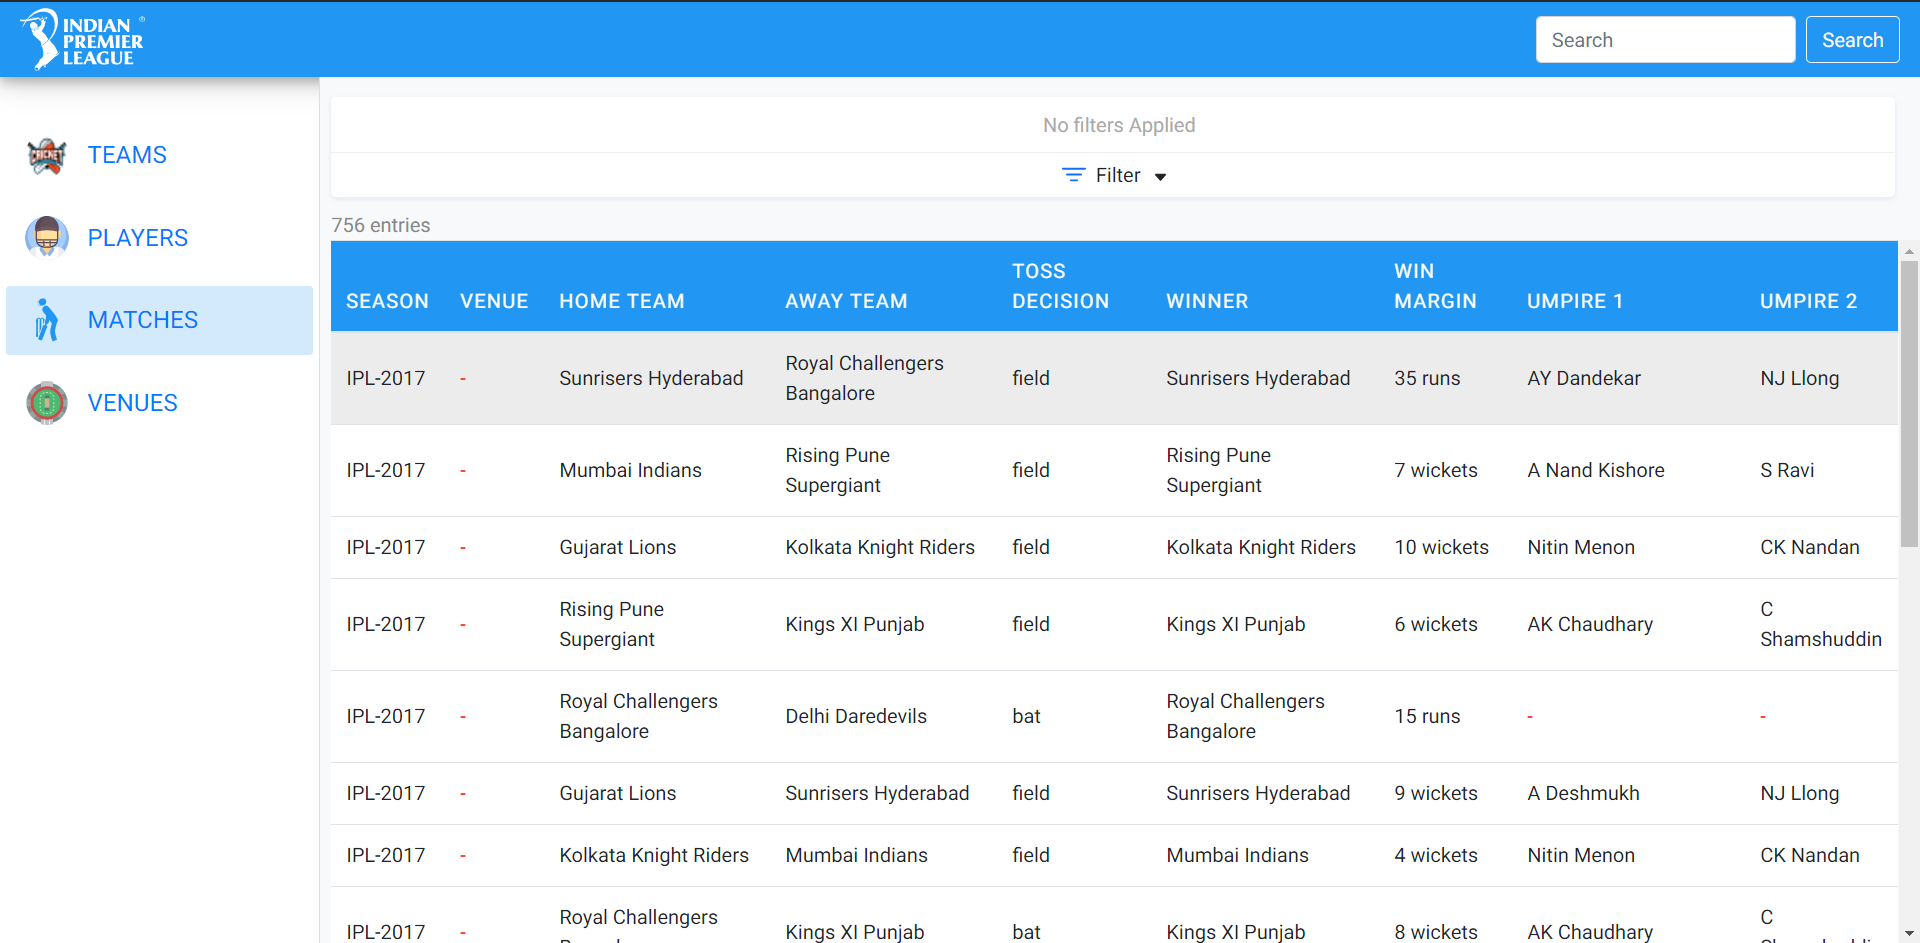 INDIAN
PREMIER
LEAGUE
®
Search
Search
TEAMS
PLAYERS
MATCHES
VENUES
No filters Applied
Filter
756 entries
SEASON VENUE HOME TEAM AWAY TEAM TOSS DECISION WINNER WIN MARGIN UMPIRE 1 UMPIRE 2
IPL-2017 - Sunrisers Hyderabad Royal Challengers Bangalore field Sunrisers Hyderabad 35 runs AY Dandekar NJ Llong
IPL-2017 - Mumbai Indians Rising Pune Supergiant field Rising Pune Supergiant 7 wickets A Nand Kishore S Ravi
IPL-2017 - Gujarat Lions Kolkata Knight Riders field Kolkata Knight Riders 10 wickets Nitin Menon CK Nandan
IPL-2017 - Rising Pune Supergiant Kings XI Punjab field Kings XI Punjab 6 wickets AK Chaudhary C Shamshuddin
IPL-2017 - Royal Challengers Bangalore Delhi Daredevils bat Royal Challengers Bangalore 15 runs - -
IPL-2017 - Gujarat Lions Sunrisers Hyderabad field Sunrisers Hyderabad 9 wickets A Deshmukh NJ Llong
IPL-2017 - Kolkata Knight Riders Mumbai Indians field Mumbai Indians 4 wickets Nitin Menon CK Nandan
IPL-2017 - Royal Challengers Kings XI Punjab bat Kings XI Punjab 8 wickets AK Chaudhary C